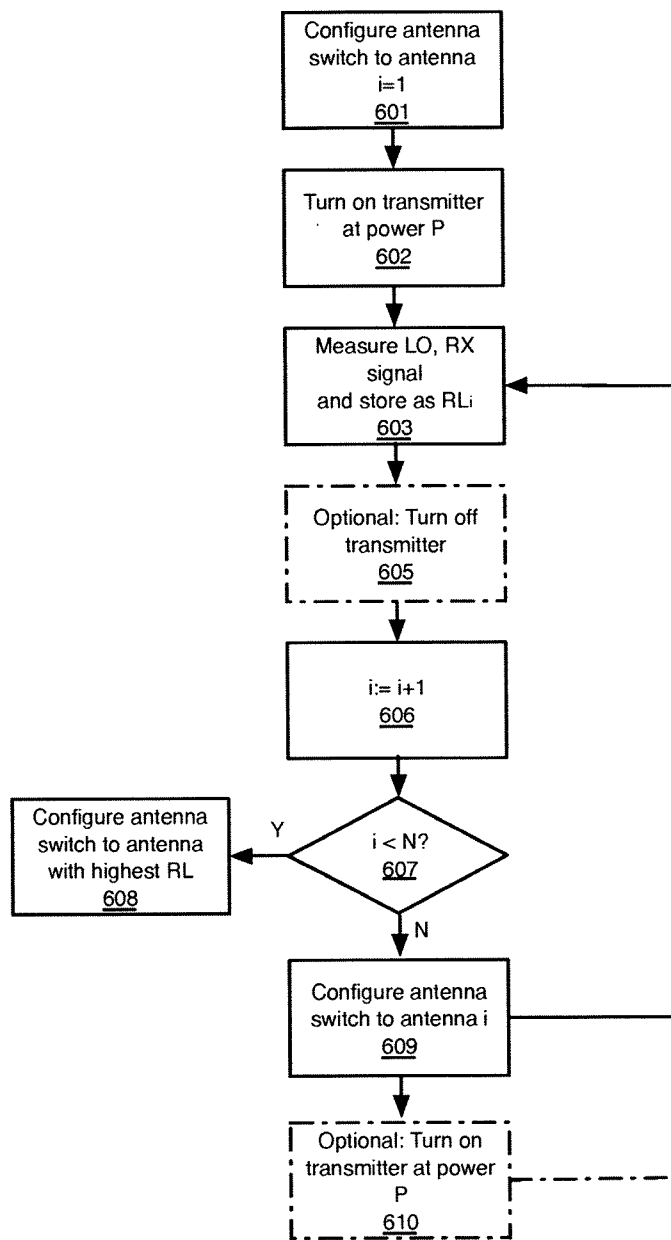 Configure antenna
switch to antenna
i=1
601
Turn on transmitter
at power P
602
Measure LO, RX
signal
and store as RLi
603
Optional: Turn off
transmitter
605
i:= i+1
606
i < N?
607
Y
N
Configure antenna
switch to antenna
with highest RL
608
Configure antenna
switch to antenna i
609
Optional: Turn on
transmitter at power
P
610